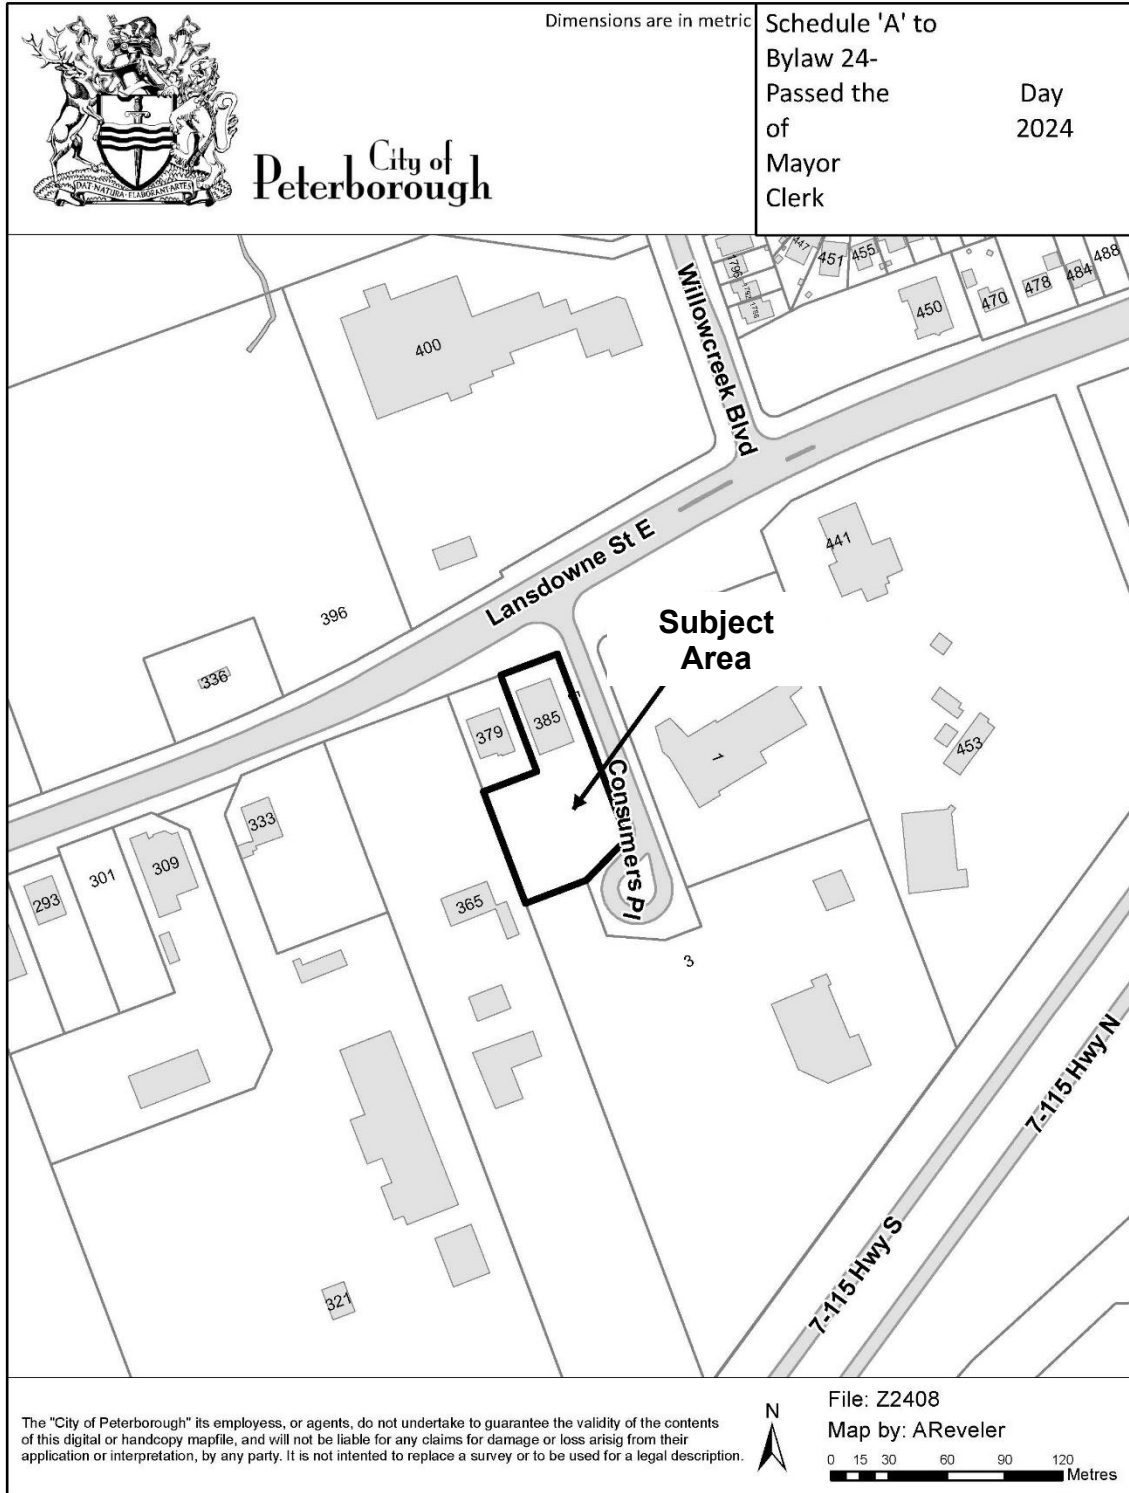 Dimensions are in metric
Schedule 'A' to
Bylaw 24-
Passed the Day
of 2024
Mayor
Clerk
DAT·NATURA·ELABORANT·ARTES
City of
Peterborough
447
451
455
1796
1792
1788
450
470
478
484
488
Willowcreek Blvd
400
441
Lansdowne St E
396
336
Subject
Area
379
385
5
1
453
Consumers Pl
333
309
301
293
365
3
321
7-115 Hwy N
7-115 Hwy S
The "City of Peterborough" its employess, or agents, do not undertake to guarantee the validity of the contents
of this digital or handcopy mapfile, and will not be liable for any claims for damage or loss arisig from their
application or interpretation, by any party. It is not intended to replace a survey or to be used for a legal description.
N
File: Z2408
Map by: AReveler
0 15 30 60 90 120
Metres